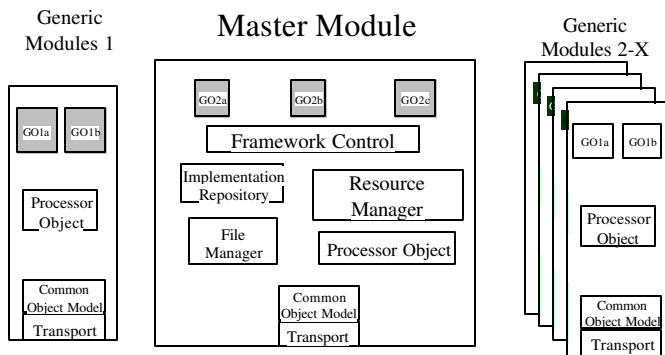 Generic
Modules 1
Master Module
Generic
Modules 2-X
GO1a
GO1b
Processor
Object
Common
Object Model
Transport
GO2a
GO2b
GO2c
Framework Control
Implementation
Repository
Resource
Manager
File
Manager
Processor Object
Common
Object Model
Transport
GO1a
GO1b
Processor
Object
Common
Object Model
Transport